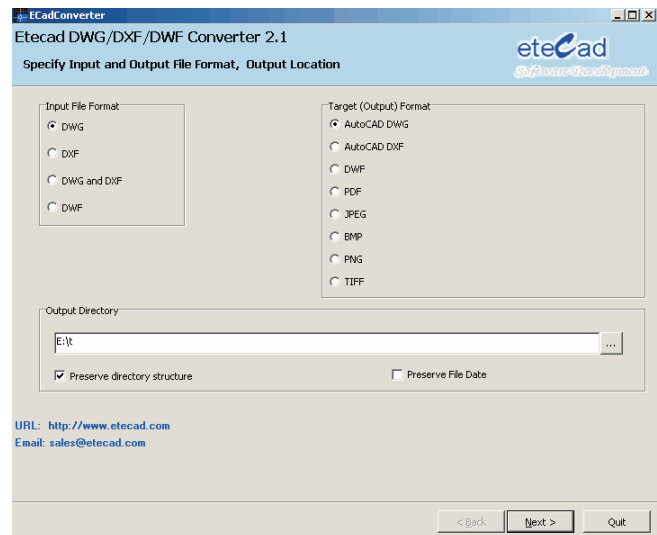 ECadConverter
Etecad DWG/DXF/DWF Converter 2.1
Specify Input and Output File Format, Output Location
eteCad
Software Development
Input File Format
DWG
DXF
DWG and DXF
DWF
Target (Output) Format
AutoCAD DWG
AutoCAD DXF
DWF
PDF
JPEG
BMP
PNG
TIFF
Output Directory
E:\t
...
Preserve directory structure
Preserve File Date
URL: http://www.etecad.com
Email: sales@etecad.com
< Back
Next >
Quit